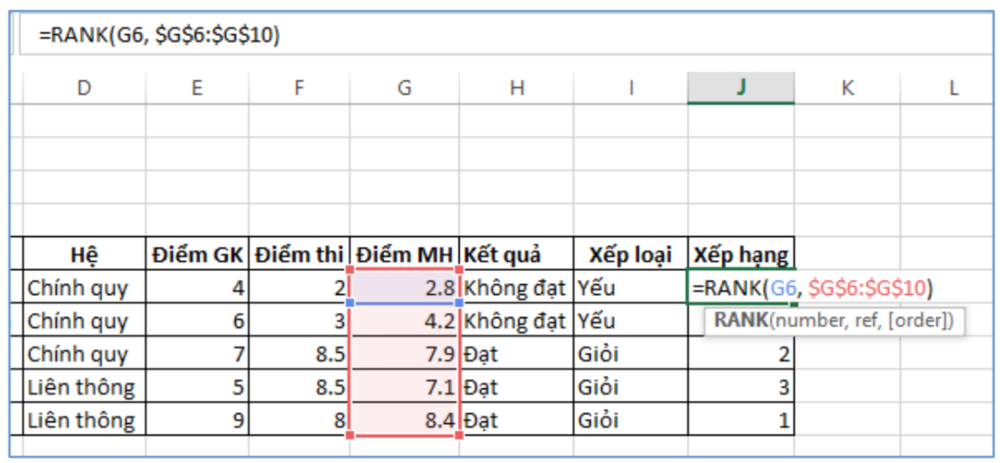 =RANK(G6, $G$6:$G$10)
D E F G H I J K L
Hệ Điểm GK Điểm thi Điểm MH Kết quả Xếp loại Xếp hạng
Chính quy 4 2 2.8 Không đạt Yếu =RANK(G6, $G$6:$G$10)
Chính quy 6 3 4.2 Không đạt Yếu RANK(number, ref, [order])
Chính quy 7 8.5 7.9 Đạt Giỏi 2
Liên thông 5 8.5 7.1 Đạt Giỏi 3
Liên thông 9 8 8.4 Đạt Giỏi 1